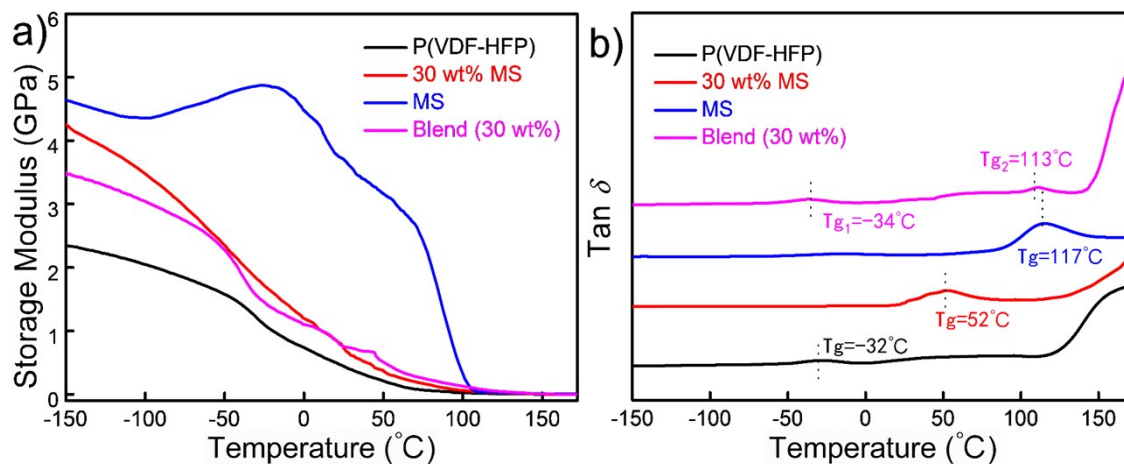 a)
P(VDF-HFP)
30 wt% MS
MS
Blend (30 wt%)
Storage Modulus (GPa)
6
5
4
3
2
1
0
-150 -100 -50 0 50 100 150
Temperature (°C)
b)
P(VDF-HFP)
30 wt% MS
MS
Blend (30 wt%)
Tan δ
Tg₂=113°C
Tg₁=−34°C
Tg=117°C
Tg=52°C
Tg=−32°C
-150 -100 -50 0 50 100 150
Temperature (°C)